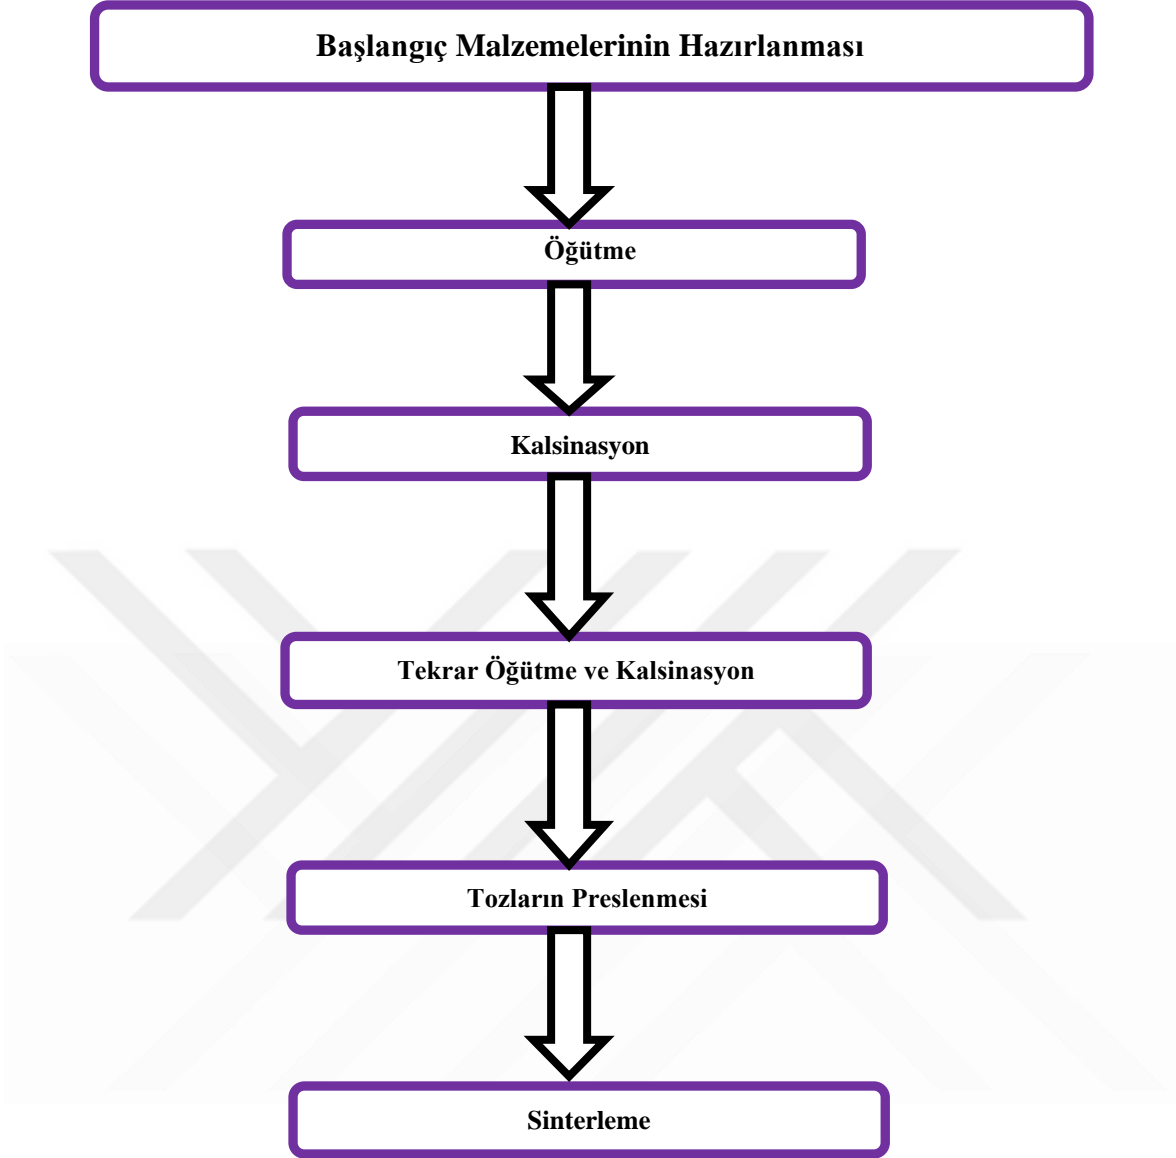 Başlangıç Malzemelerinin Hazırlanması
Öğütme
Kalsinasyon
Tekrar Öğütme ve Kalsinasyon
Tozların Preslenmesi
Sinterleme